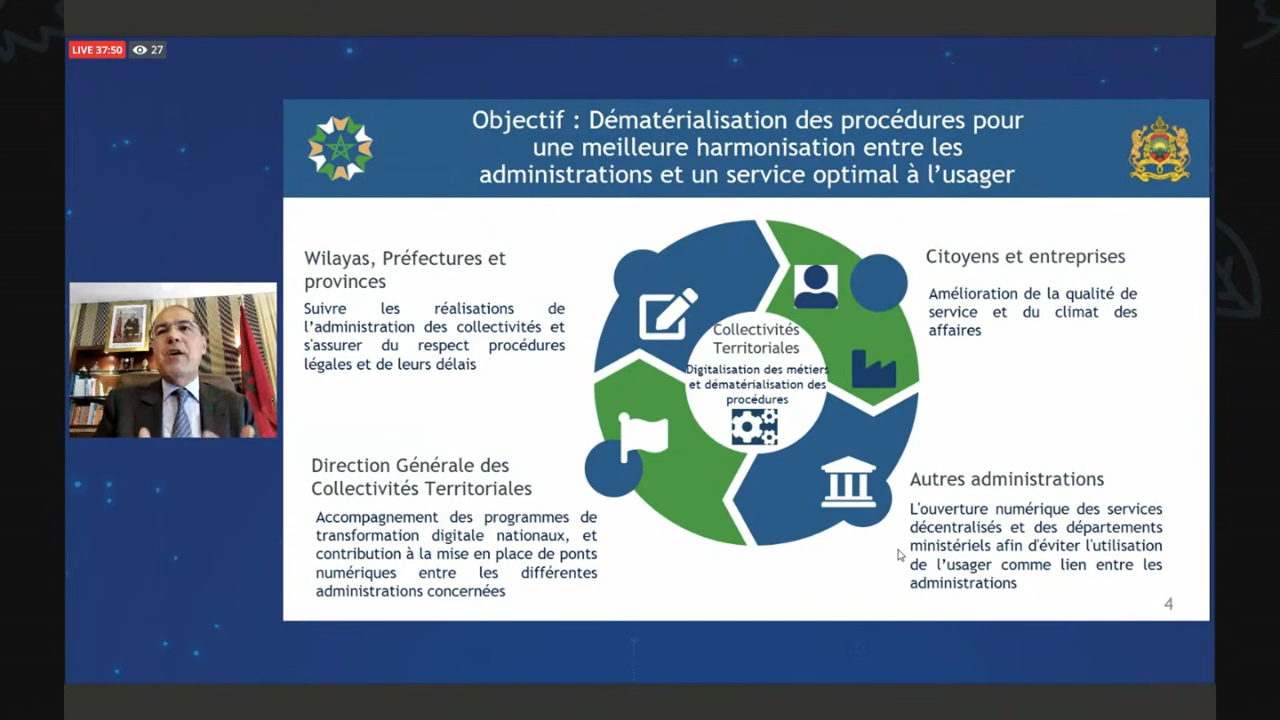 LIVE 37:50
27
Objectif : Dématérialisation des procédures pour
une meilleure harmonisation entre les
administrations et un service optimal à l’usager
Wilayas, Préfectures et
provinces
Suivre les réalisations de
l’administration des collectivités et
s'assurer du respect procédures
légales et de leurs délais
Citoyens et entreprises
Amélioration de la qualité de
service et du climat des
affaires
Collectivités
Territoriales
Digitalisation des métiers
et dématérialisation des
procédures
Direction Générale des
Collectivités Territoriales
Accompagnement des programmes de
transformation digitale nationaux, et
contribution à la mise en place de ponts
numériques entre les différentes
administrations concernées
Autres administrations
L'ouverture numérique des services
décentralisés et des départements
ministériels afin d'éviter l'utilisation
de l’usager comme lien entre les
administrations
4